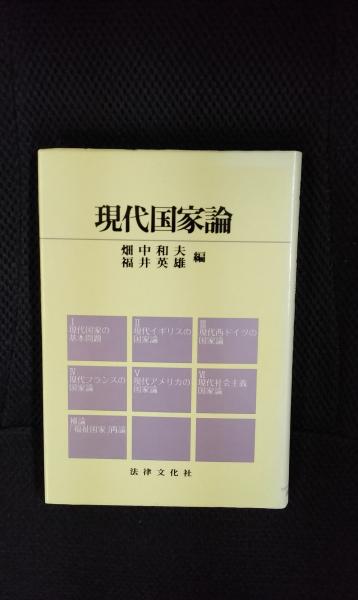 現代国家論
畑中和夫
福井英雄
編
I
現代国家の
基本問題
II
現代イギリスの
国家論
III
現代西ドイツの
国家論
IV
現代フランスの
国家論
V
現代アメリカの
国家論
VI
現代社会主義
国家論
補論
「福祉国家」再論
法律文化社